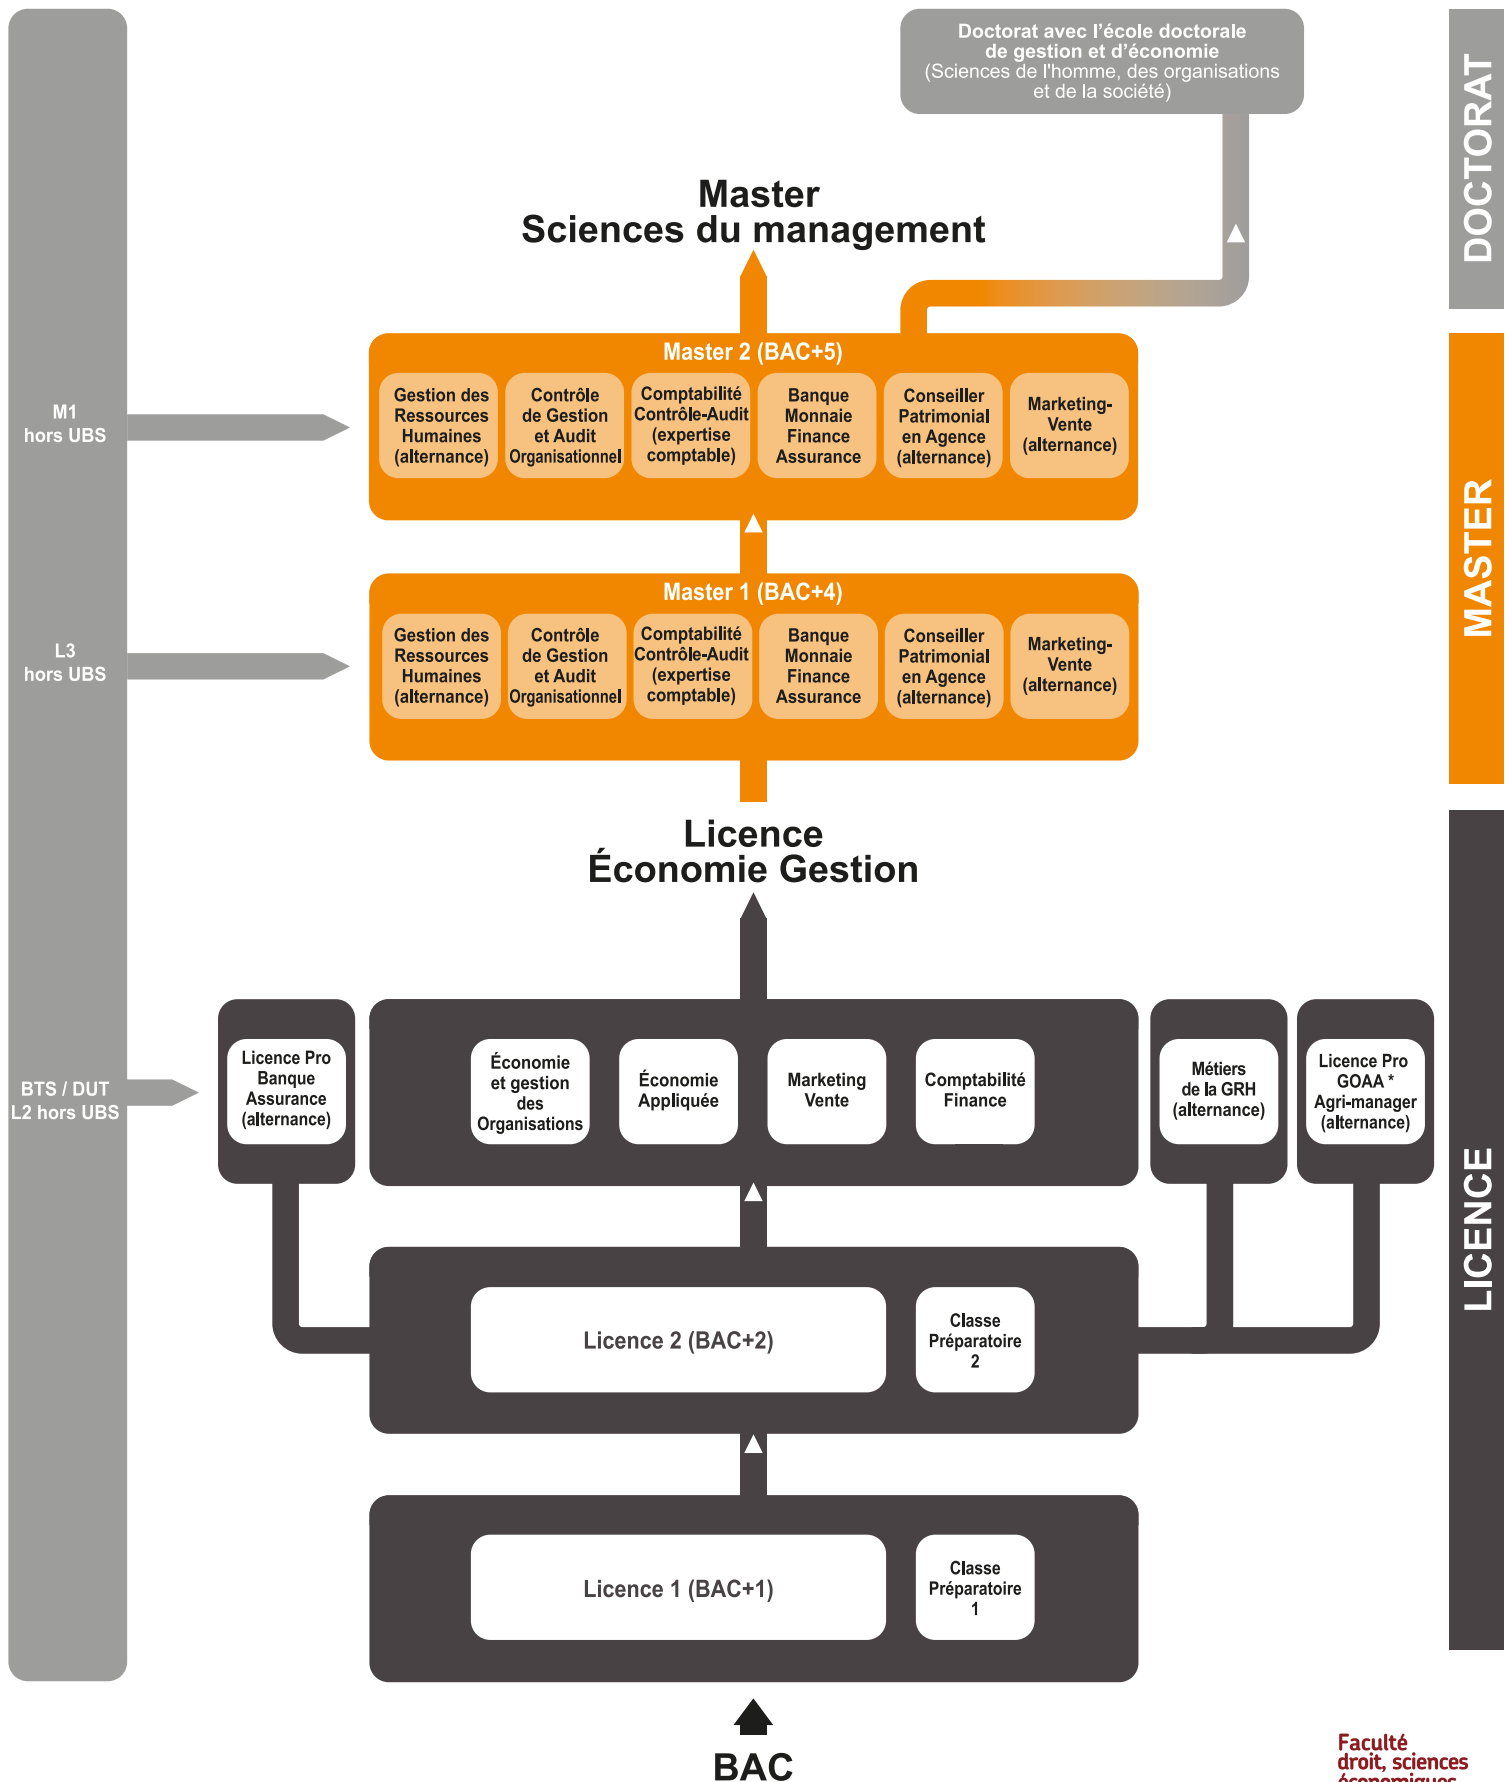 Doctorat avec l'école doctorale
de gestion et d'économie
(Sciences de l'homme, des organisations
et de la société)
DOCTORAT
Master
Sciences du management
Master 2 (BAC+5)
Gestion des
Ressources
Humaines
(alternance)
Contrôle
de Gestion
et Audit
Organisationnel
Comptabilité
Contrôle-Audit
(expertise
comptable)
Banque
Monnaie
Finance
Assurance
Conseiller
Patrimonial
en Agence
(alternance)
Marketing-
Vente
(alternance)
M1
hors UBS
MASTER
Master 1 (BAC+4)
Gestion des
Ressources
Humaines
(alternance)
Contrôle
de Gestion
et Audit
Organisationnel
Comptabilité
Contrôle-Audit
(expertise
comptable)
Banque
Monnaie
Finance
Assurance
Conseiller
Patrimonial
en Agence
(alternance)
Marketing-
Vente
(alternance)
L3
hors UBS
Licence
Économie Gestion
BTS / DUT
L2 hors UBS
Licence Pro
Banque
Assurance
(alternance)
Économie
et gestion
des
Organisations
Économie
Appliquée
Marketing
Vente
Comptabilité
Finance
Métiers
de la GRH
(alternance)
Licence Pro
GOAA *
Agri-manager
(alternance)
LICENCE
Licence 2 (BAC+2)
Classe
Préparatoire
2
Licence 1 (BAC+1)
Classe
Préparatoire
1
BAC
Faculté
droit, sciences
économiques